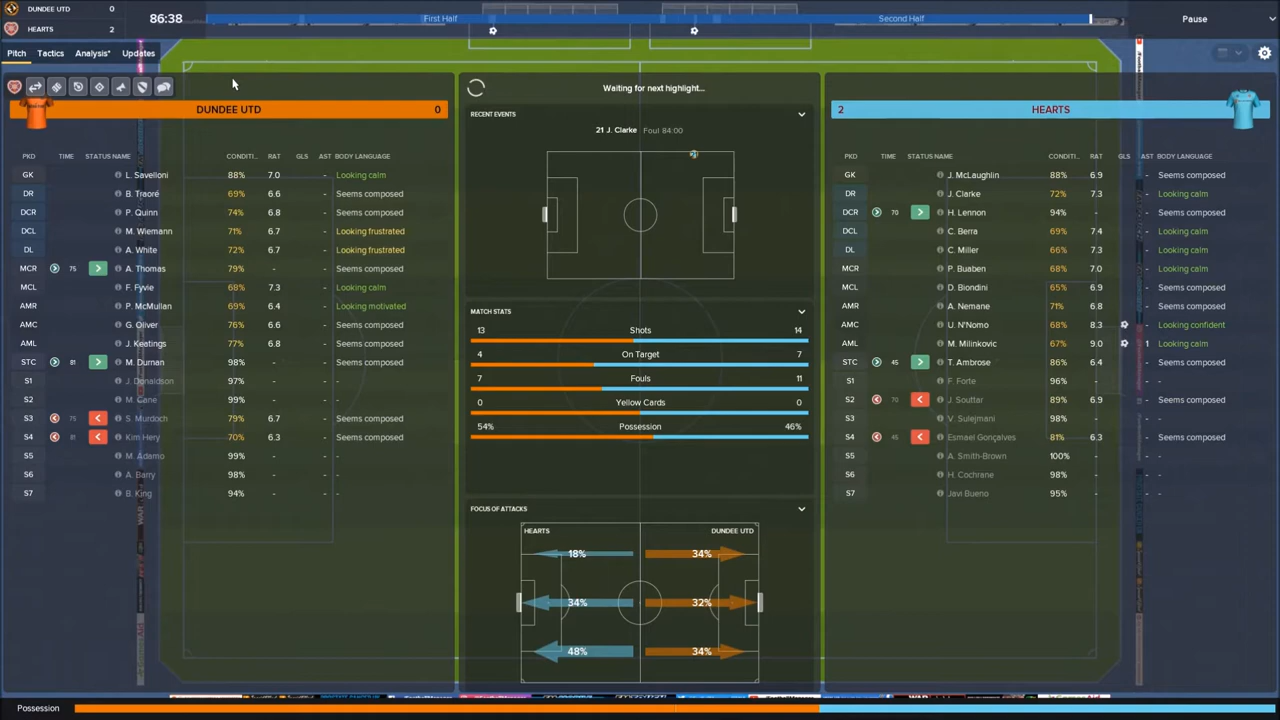 DUNDEE UTD 0
HEARTS 2
86:38
First Half
Second Half
Pause
Pitch Tactics Analysis* Updates
DUNDEE UTD 0
PKD TIME STATUS NAME CONDITI... RAT GLS AST BODY LANGUAGE
GK L. Savelloni 88% 7.0 - Looking calm
DR B. Traoré 69% 6.6 - Seems composed
DCR P. Quinn 74% 6.8 - Seems composed
DCL M. Wiemann 71% 6.7 - Looking frustrated
DL A. White 72% 6.7 - Looking frustrated
MCR 75 A. Thomas 79% - - Seems composed
MCL F. Fyvie 68% 7.3 - Looking calm
AMR P. McMullan 69% 6.4 - Looking motivated
AMC G. Oliver 76% 6.6 - Seems composed
AML J. Keatings 77% 6.8 - Seems composed
STC 81 M. Durnan 98% - - Seems composed
S1 J. Donaldson 97% - - -
S2 M. Cane 99% - - -
S3 75 S. Murdoch 79% 6.7 - Seems composed
S4 81 Kim Hery 70% 6.3 - Seems composed
S5 M. Adamo 99% - - -
S6 A. Barry 98% - - -
S7 B. King 94% - - -
Waiting for next highlight...
RECENT EVENTS
21 J. Clarke Foul 84:00
MATCH STATS
13 Shots 14
4 On Target 7
7 Fouls 11
0 Yellow Cards 0
54% Possession 46%
FOCUS OF ATTACKS
HEARTS DUNDEE UTD
18% 34%
34% 32%
48% 34%
2 HEARTS
PKD TIME STATUS NAME CONDITI... RAT GLS AST BODY LANGUAGE
GK J. McLaughlin 88% 6.9 - Seems composed
DR J. Clarke 72% 7.3 - Looking calm
DCR 70 H. Lennon 94% - - Seems composed
DCL C. Berra 69% 7.4 - Looking calm
DL C. Miller 66% 7.3 - Looking calm
MCR P. Buaben 68% 7.0 - Looking calm
MCL D. Biondini 65% 6.9 - Seems composed
AMR A. Nemane 71% 6.8 - Seems composed
AMC U. N'Nomo 68% 8.3 - Looking confident
AML M. Milinkovic 67% 9.0 1 Looking calm
STC 45 T. Ambrose 86% 6.4 - Seems composed
S1 F. Forte 96% - - -
S2 70 J. Souttar 89% 6.9 - Seems composed
S3 V. Sulejmani 98% - - -
S4 45 Esmael Gonçalves 81% 6.3 - Seems composed
S5 A. Smith-Brown 100% - - -
S6 H. Cochrane 98% - - -
S7 Javi Bueno 95% - - -
Possession